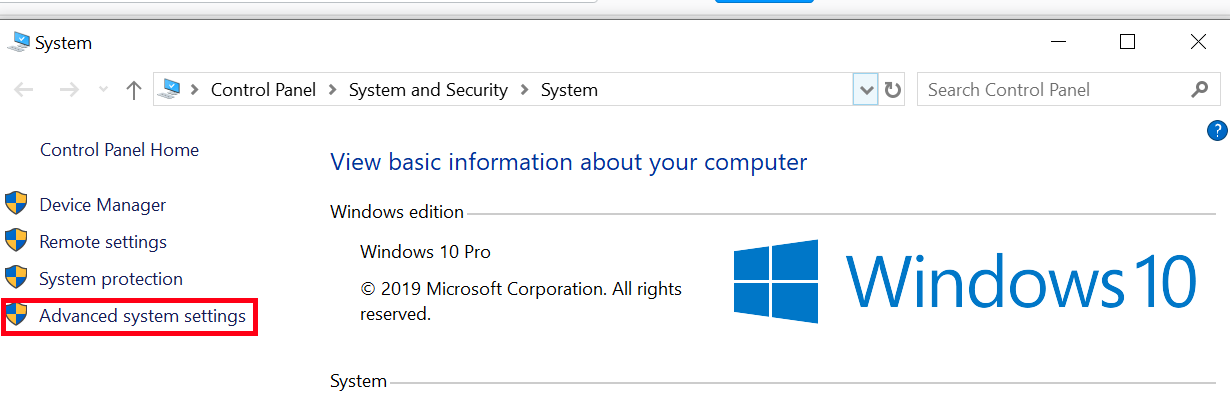 System
Control Panel System and Security System
Search Control Panel
?
Control Panel Home
Device Manager
Remote settings
System protection
Advanced system settings
View basic information about your computer
Windows edition
Windows 10 Pro
© 2019 Microsoft Corporation. All rights
reserved.
Windows 10
System